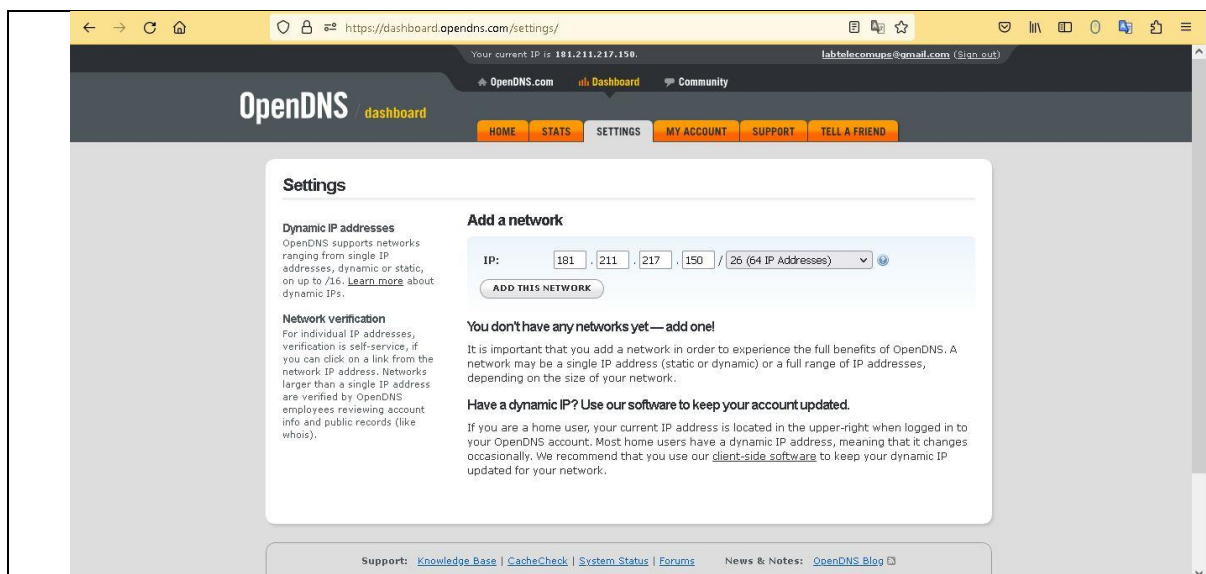 https://dashboard.opendns.com/settings/
Your current IP is 181.211.217.150.
labtelecomups@gmail.com (Sign out)
OpenDNS.com Dashboard Community
OpenDNS / dashboard
HOME STATS SETTINGS MY ACCOUNT SUPPORT TELL A FRIEND
Settings
Dynamic IP addresses
OpenDNS supports networks
ranging from single IP
addresses, dynamic or static,
on up to /16. Learn more about
dynamic IPs.
Network verification
For individual IP addresses,
verification is self-service, if
you can click on a link from the
network IP address. Networks
larger than a single IP address
are verified by OpenDNS
employees reviewing account
info and public records (like
whois).
Add a network
IP: 181 . 211 . 217 . 150 / 26 (64 IP Addresses)
ADD THIS NETWORK
You don't have any networks yet — add one!
It is important that you add a network in order to experience the full benefits of OpenDNS. A
network may be a single IP address (static or dynamic) or a full range of IP addresses,
depending on the size of your network.
Have a dynamic IP? Use our software to keep your account updated.
If you are a home user, your current IP address is located in the upper-right when logged in to
your OpenDNS account. Most home users have a dynamic IP address, meaning that it changes
occasionally. We recommend that you use our client-side software to keep your dynamic IP
updated for your network.
Support: Knowledge Base | CacheCheck | System Status | Forums News & Notes: OpenDNS Blog